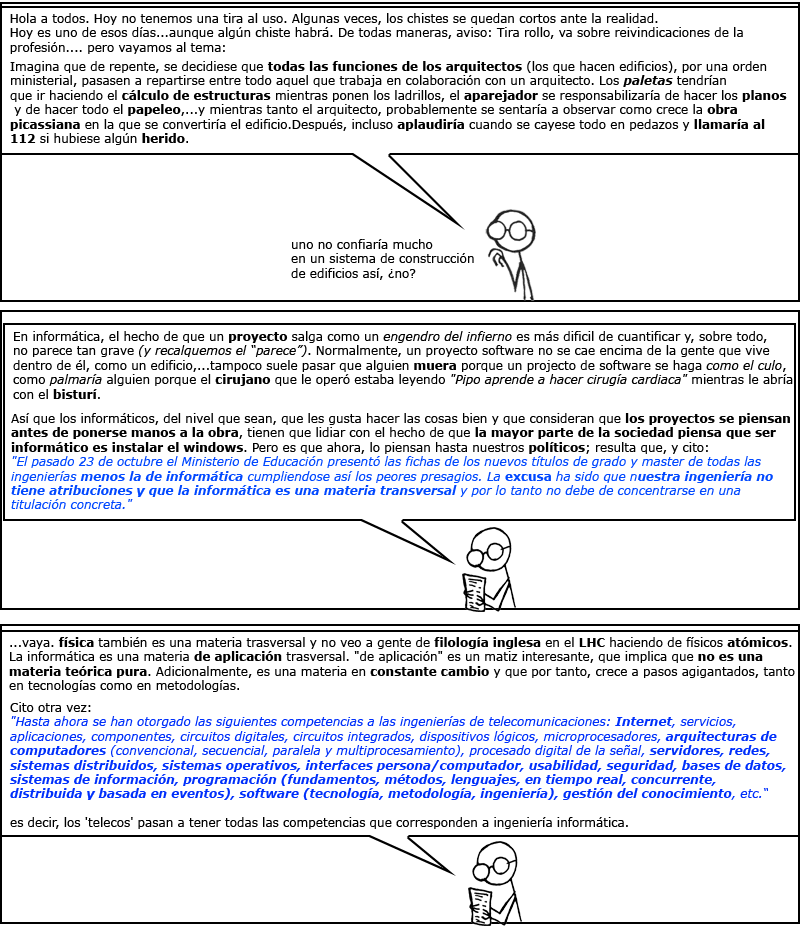 Hola a todos. Hoy no tenemos una tira al uso. Algunas veces, los chistes se quedan cortos ante la realidad.
Hoy es uno de esos días...aunque algún chiste habrá. De todas maneras, aviso: Tira rollo, va sobre reivindicaciones de la
profesión.... pero vayamos al tema:
Imagina que de repente, se decidiese que todas las funciones de los arquitectos (los que hacen edificios), por una orden
ministerial, pasasen a repartirse entre todo aquel que trabaja en colaboración con un arquitecto. Los paletas tendrían
que ir haciendo el cálculo de estructuras mientras ponen los ladrillos, el aparejador se responsabilizaría de hacer los planos
y de hacer todo el papeleo,...y mientras tanto el arquitecto, probablemente se sentaría a observar como crece la obra
picassiana en la que se convertiría el edificio.Después, incluso aplaudiría cuando se cayese todo en pedazos y llamaría al
112 si hubiese algún herido.
uno no confiaría mucho
en un sistema de construcción
de edificios así, ¿no?
En informática, el hecho de que un proyecto salga como un engendro del infierno es más dificil de cuantificar y, sobre todo,
no parece tan grave (y recalquemos el "parece"). Normalmente, un proyecto software no se cae encima de la gente que vive
dentro de él, como un edificio,...tampoco suele pasar que alguien muera porque un projecto de software se haga como el culo,
como palmaría alguien porque el cirujano que le operó estaba leyendo "Pipo aprende a hacer cirugía cardiaca" mientras le abría
con el bisturí.
Así que los informáticos, del nivel que sean, que les gusta hacer las cosas bien y que consideran que los proyectos se piensan
antes de ponerse manos a la obra, tienen que lidiar con el hecho de que la mayor parte de la sociedad piensa que ser
informático es instalar el windows. Pero es que ahora, lo piensan hasta nuestros políticos; resulta que, y cito:
"El pasado 23 de octubre el Ministerio de Educación presentó las fichas de los nuevos títulos de grado y master de todas las
ingenierías menos la de informática cumpliendose así los peores presagios. La excusa ha sido que nuestra ingeniería no
tiene atribuciones y que la informática es una materia transversal y por lo tanto no debe de concentrarse en una
titulación concreta."
...vaya. física también es una materia trasversal y no veo a gente de filología inglesa en el LHC haciendo de físicos atómicos.
La informática es una materia de aplicación trasversal. "de aplicación" es un matiz interesante, que implica que no es una
materia teórica pura. Adicionalmente, es una materia en constante cambio y que por tanto, crece a pasos agigantados, tanto
en tecnologías como en metodologías.
Cito otra vez:
"Hasta ahora se han otorgado las siguientes competencias a las ingenierías de telecomunicaciones: Internet, servicios,
aplicaciones, componentes, circuitos digitales, circuitos integrados, dispositivos lógicos, microprocesadores, arquitecturas de
computadores (convencional, secuencial, paralela y multiprocesamiento), procesado digital de la señal, servidores, redes,
sistemas distribuidos, sistemas operativos, interfaces persona/computador, usabilidad, seguridad, bases de datos,
sistemas de información, programación (fundamentos, métodos, lenguajes, en tiempo real, concurrente,
distribuida y basada en eventos), software (tecnología, metodología, ingeniería), gestión del conocimiento, etc."
es decir, los 'telecos' pasan a tener todas las competencias que corresponden a ingeniería informática.